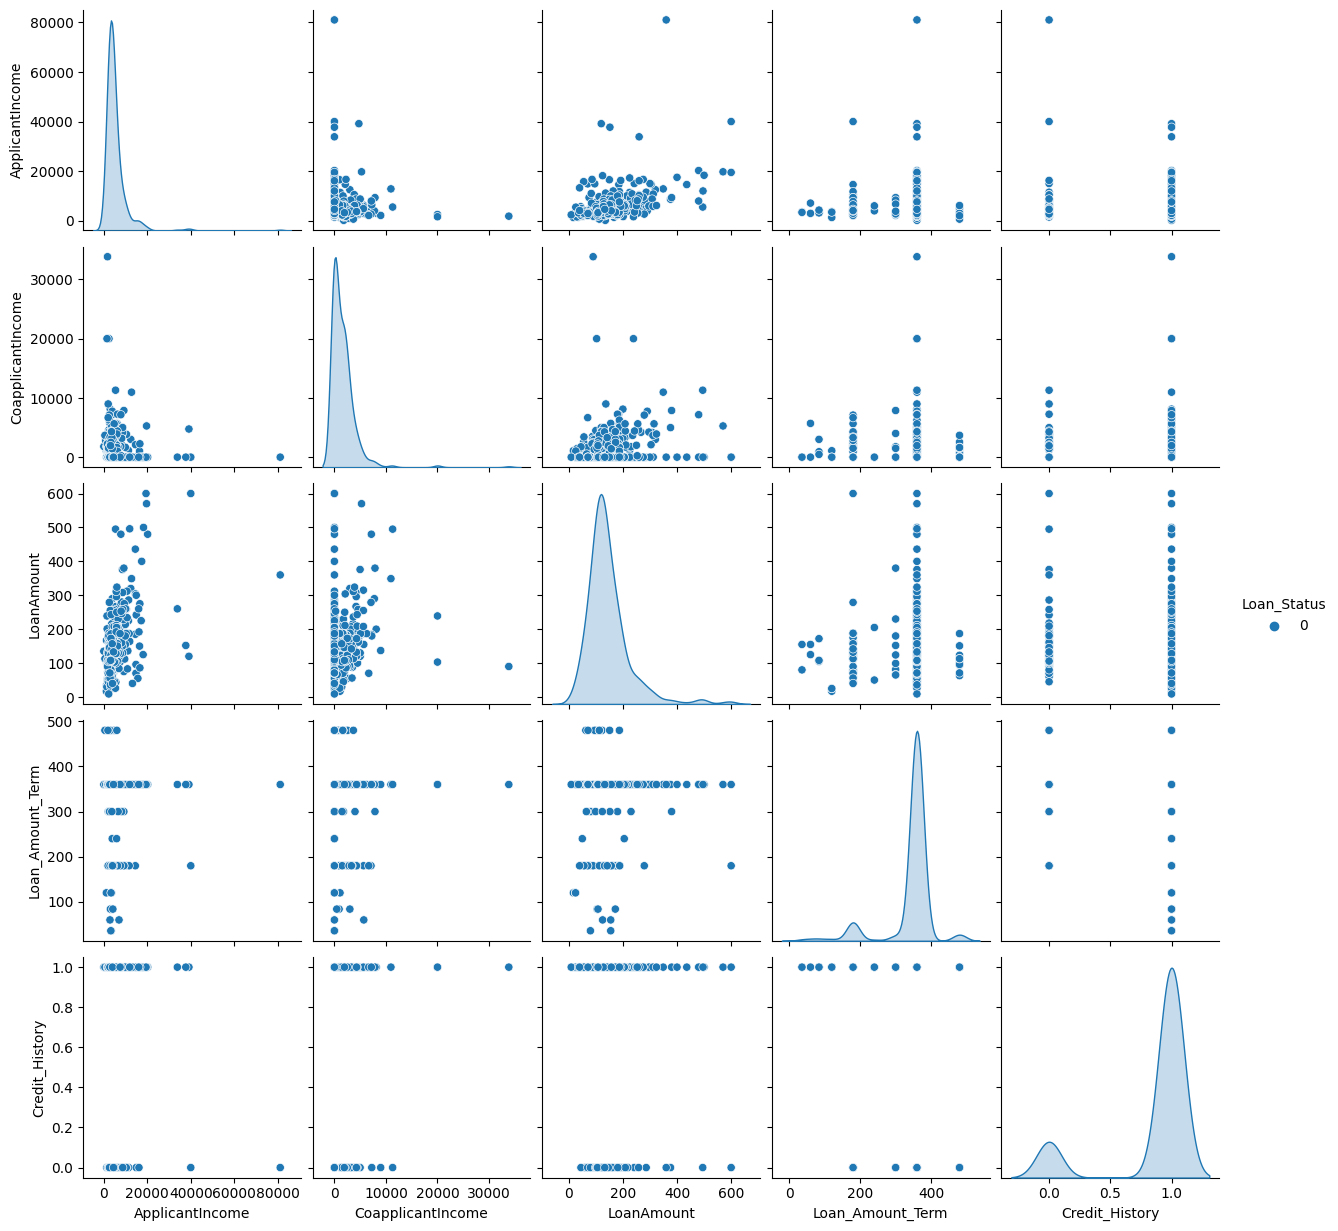 80000
60000
40000
20000
0
ApplicantIncome
30000
20000
10000
0
CoapplicantIncome
600
500
400
300
200
100
0
LoanAmount
Loan_Status
0
500
400
300
200
100
Loan_Amount_Term
1.0
0.8
0.6
0.4
0.2
0.0
Credit_History
0 20000 40000 60000 80000
0 10000 20000 30000
0 200 400 600
0 200 400
0.0 0.5 1.0
ApplicantIncome
CoapplicantIncome
LoanAmount
Loan_Amount_Term
Credit_History